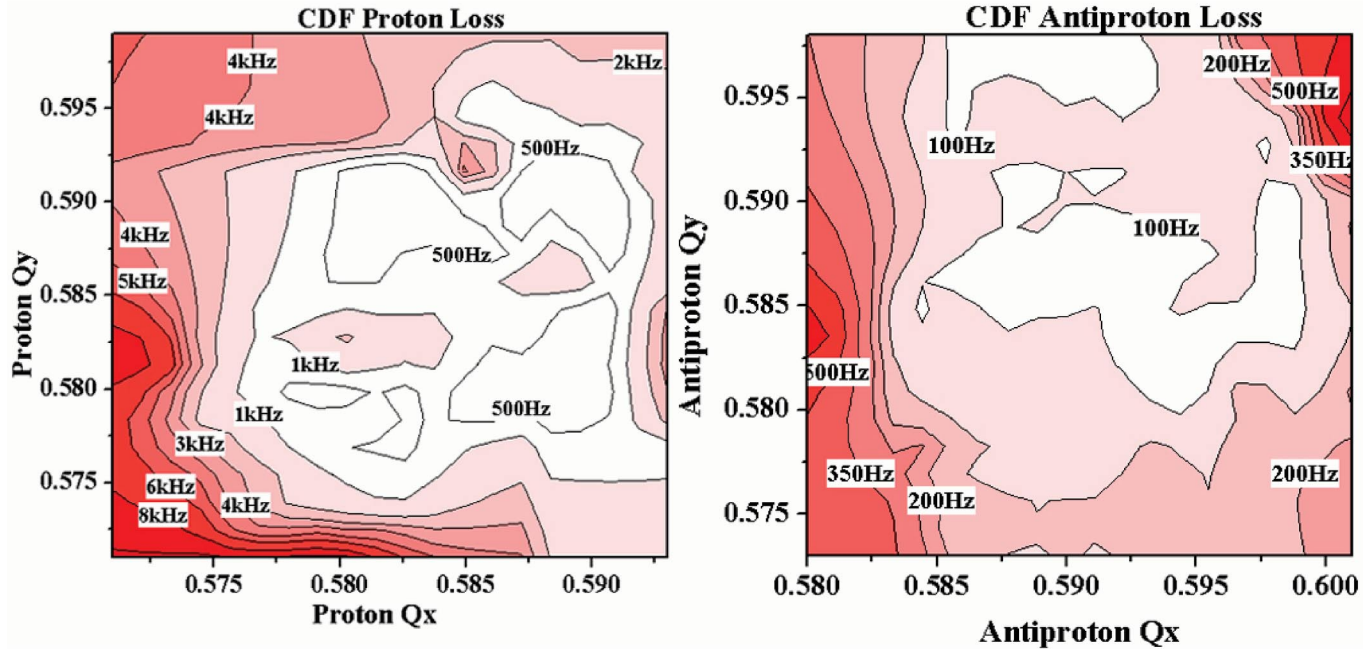 CDF Proton Loss
4kHz
2kHz
4kHz
500Hz
4kHz
500Hz
5kHz
1kHz
1kHz
500Hz
3kHz
6kHz
4kHz
8kHz
0.595
0.590
0.585
0.580
0.575
Proton Qy
0.575 0.580 0.585 0.590
Proton Qx
CDF Antiproton Loss
200Hz
500Hz
100Hz
350Hz
100Hz
500Hz
350Hz
200Hz
200Hz
0.595
0.590
0.585
0.580
0.575
Antiproton Qy
0.580 0.585 0.590 0.595 0.600
Antiproton Qx